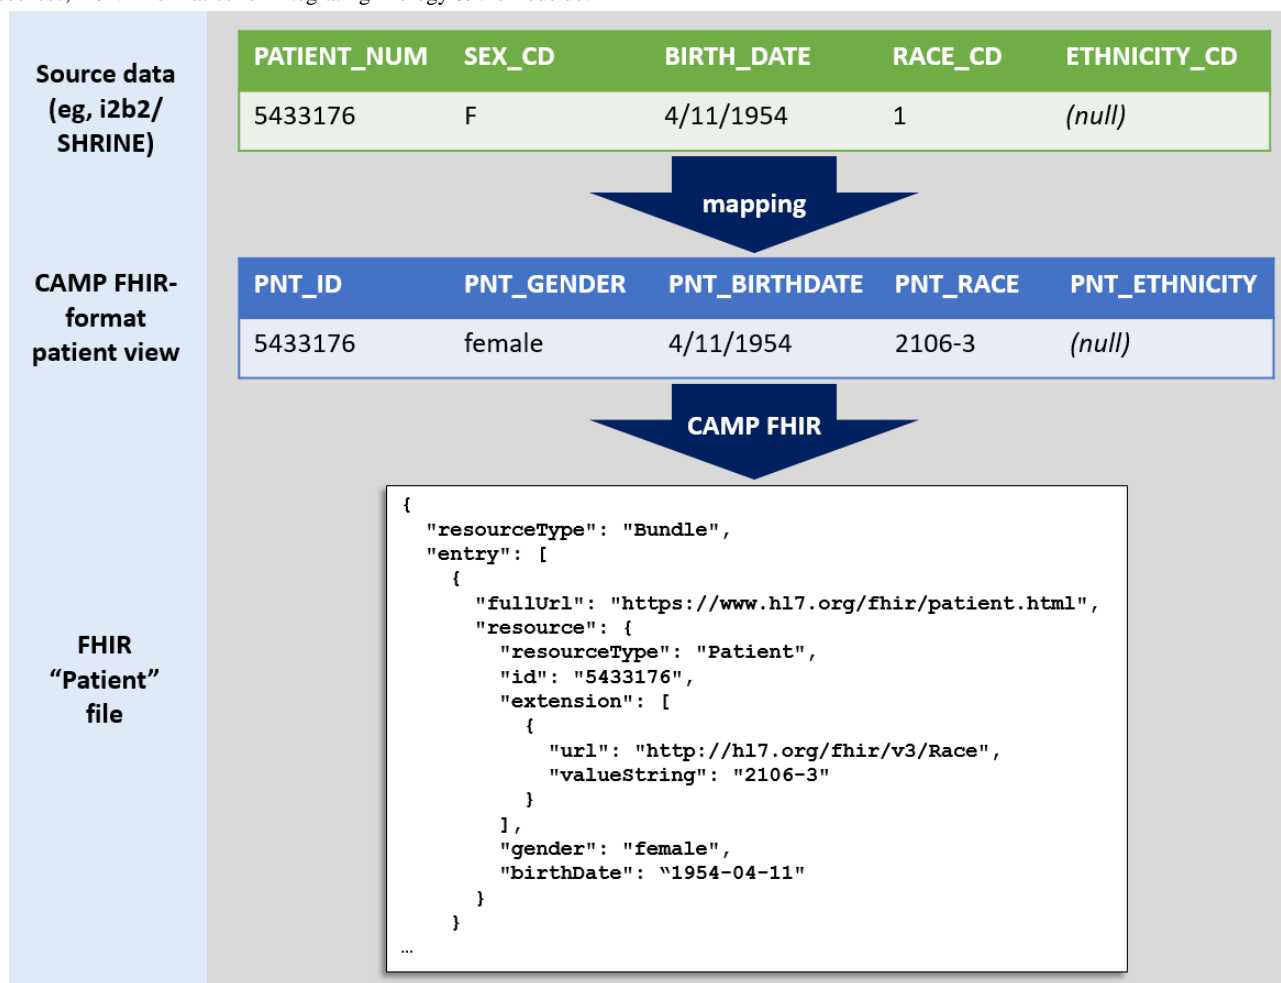 Source data
(eg, i2b2/
SHRINE)
PATIENT_NUM SEX_CD BIRTH_DATE RACE_CD ETHNICITY_CD
5433176 F 4/11/1954 1 (null)
mapping
CAMP FHIR-
format
patient view
PNT_ID PNT_GENDER PNT_BIRTHDATE PNT_RACE PNT_ETHNICITY
5433176 female 4/11/1954 2106-3 (null)
CAMP FHIR
FHIR
“Patient”
file
{
"resourceType": "Bundle",
"entry": [
{
"fullUrl": "https://www.hl7.org/fhir/patient.html",
"resource": {
"resourceType": "Patient",
"id": "5433176",
"extension": [
{
"url": "http://hl7.org/fhir/v3/Race",
"valueString": "2106-3"
}
],
"gender": "female",
"birthDate": “1954-04-11"
}
}
…